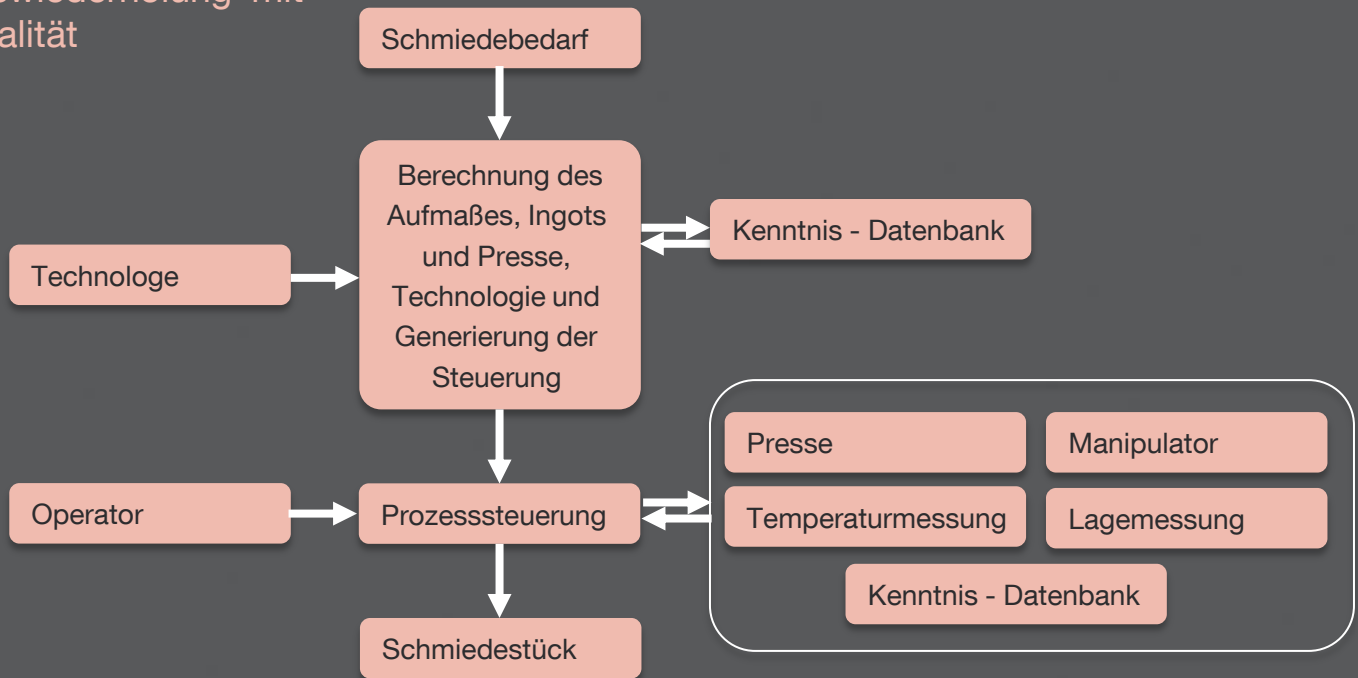 mit
alität
Schmiedebedarf
Berechnung des
Aufmaßes, Ingots
und Presse,
Technologie und
Generierung der
Steuerung
Kenntnis - Datenbank
Technologe
Presse
Manipulator
Operator
Prozesssteuerung
Temperaturmessung
Lagemessung
Kenntnis - Datenbank
Schmiedestück